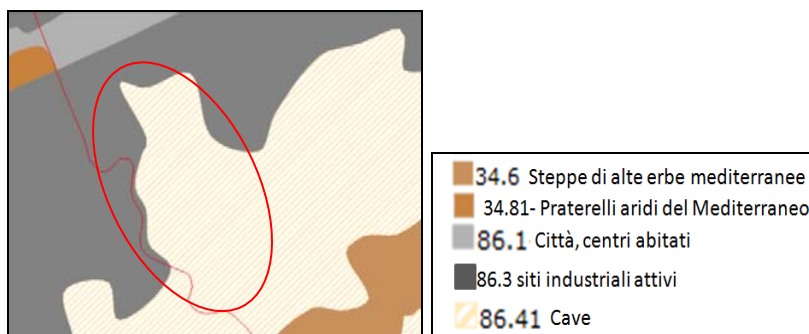 34.6 Steppe di alte erbe mediterranee
34.81- Praterelli aridi del Mediterraneo
86.1 Città, centri abitati
86.3 siti industriali attivi
86.41 Cave